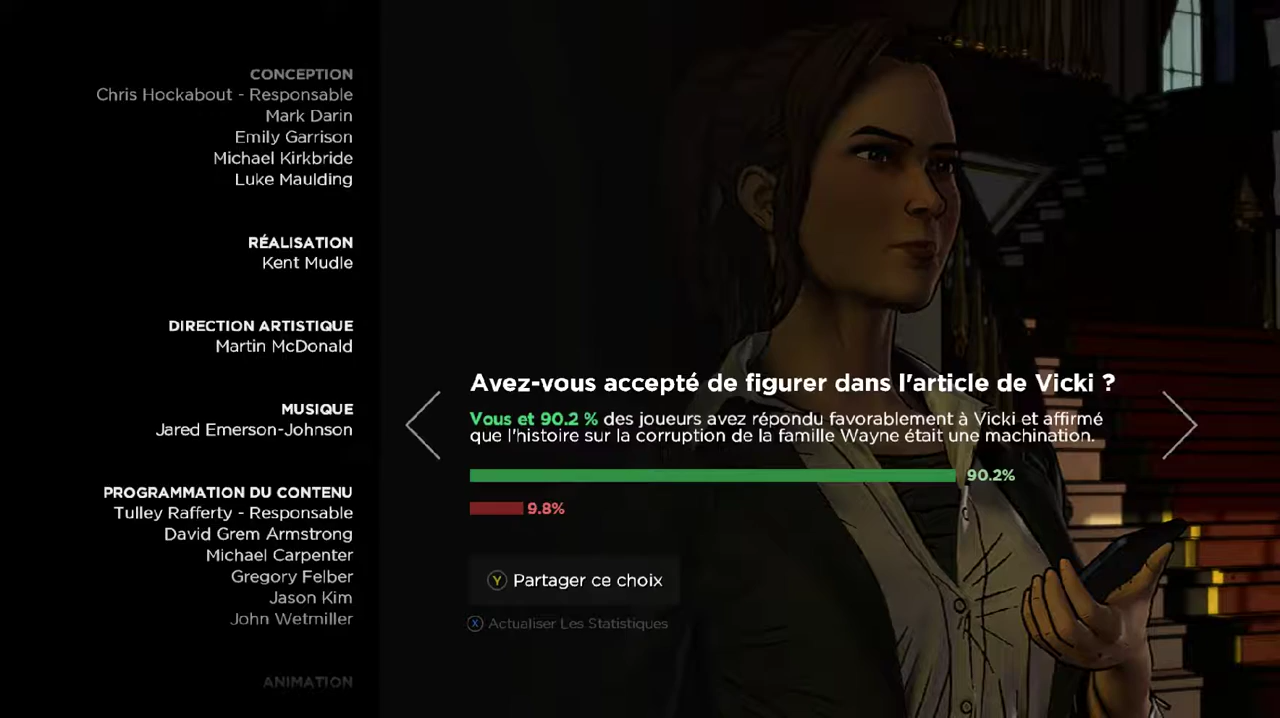 CONCEPTION
Chris Hockabout - Responsable
Mark Darin
Emily Garrison
Michael Kirkbride
Luke Maulding
RÉALISATION
Kent Mudle
DIRECTION ARTISTIQUE
Martin McDonald
MUSIQUE
Jared Emerson-Johnson
PROGRAMMATION DU CONTENU
Tulley Rafferty - Responsable
David Grem Armstrong
Michael Carpenter
Gregory Felber
Jason Kim
John Wetmiller
ANIMATION
Avez-vous accepté de figurer dans l'article de Vicki ?
Vous et 90.2 % des joueurs avez répondu favorablement à Vicki et affirmé
que l'histoire sur la corruption de la famille Wayne était une machination.
90.2%
9.8%
Y Partager ce choix
X Actualiser Les Statistiques